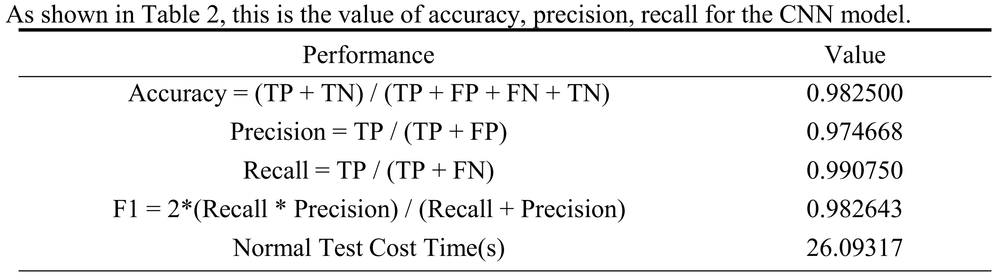 As shown in Table 2, this is the value of accuracy, precision, recall for the CNN model.
Performance Value
Accuracy = (TP + TN) / (TP + FP + FN + TN) 0.982500
Precision = TP / (TP + FP) 0.974668
Recall = TP / (TP + FN) 0.990750
F1 = 2*(Recall * Precision) / (Recall + Precision) 0.982643
Normal Test Cost Time(s) 26.09317